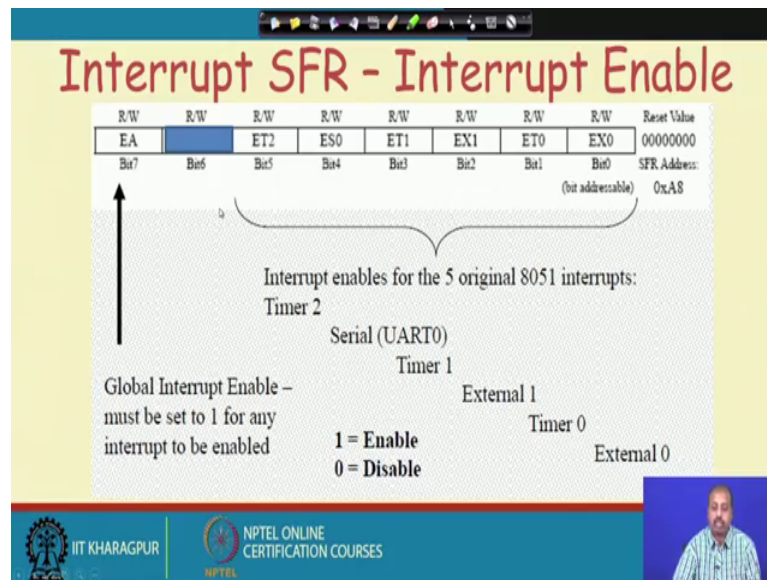 Interrupt SFR – Interrupt Enable
R/W R/W R/W R/W R/W R/W R/W R/W Reset Value
EA ET2 ES0 ET1 EX1 ET0 EX0 00000000
Bit7 Bit6 Bit5 Bit4 Bit3 Bit2 Bit1 Bit0 SFR Address:
(bit addressable) 0xA8
Interrupt enables for the 5 original 8051 interrupts:
Timer 2
Serial (UART0)
Timer 1
External 1
Timer 0
External 0
Global Interrupt Enable –
must be set to 1 for any
interrupt to be enabled
1 = Enable
0 = Disable
IIT KHARAGPUR
NPTEL
NPTEL ONLINE
CERTIFICATION COURSES